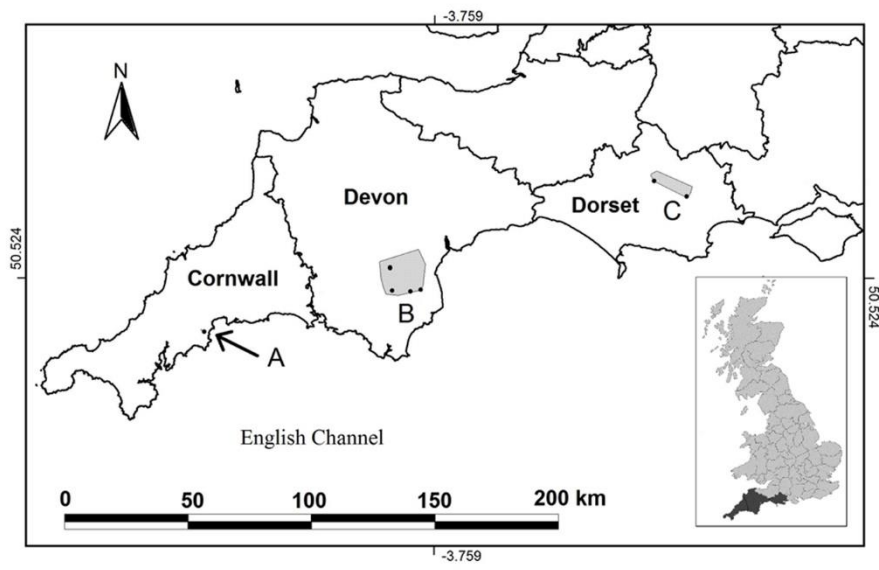 -3.759
N
Devon
Dorset
C
50.524
50.524
Cornwall
B
A
English Channel
0 50 100 150 200 km
-3.759